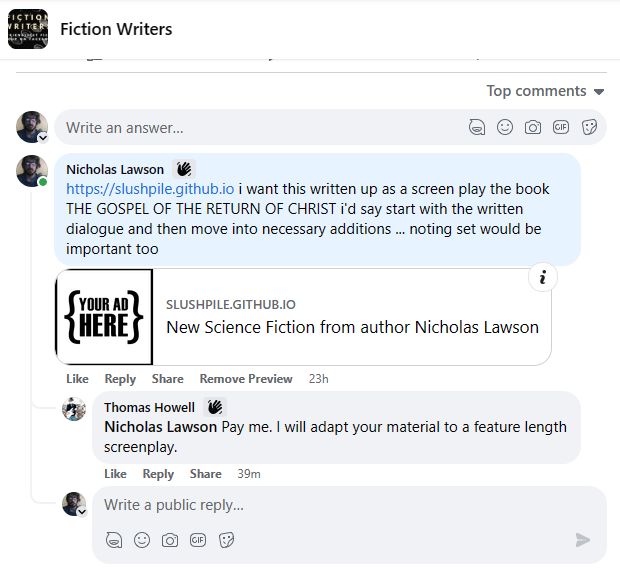 FICTION
WRITERS
Fiction Writers
Top comments
Write an answer...
GIF
Nicholas Lawson
https://slushpile.github.io i want this written up as a screen play the book
THE GOSPEL OF THE RETURN OF CHRIST i'd say start with the written
dialogue and then move into necessary additions ... noting set would be
important too
{YOUR AD
HERE}
i
SLUSHPILE.GITHUB.IO
New Science Fiction from author Nicholas Lawson
Like Reply Share Remove Preview 23h
Thomas Howell
Nicholas Lawson Pay me. I will adapt your material to a feature length
screenplay.
Like Reply Share 39m
Write a public reply...
GIF